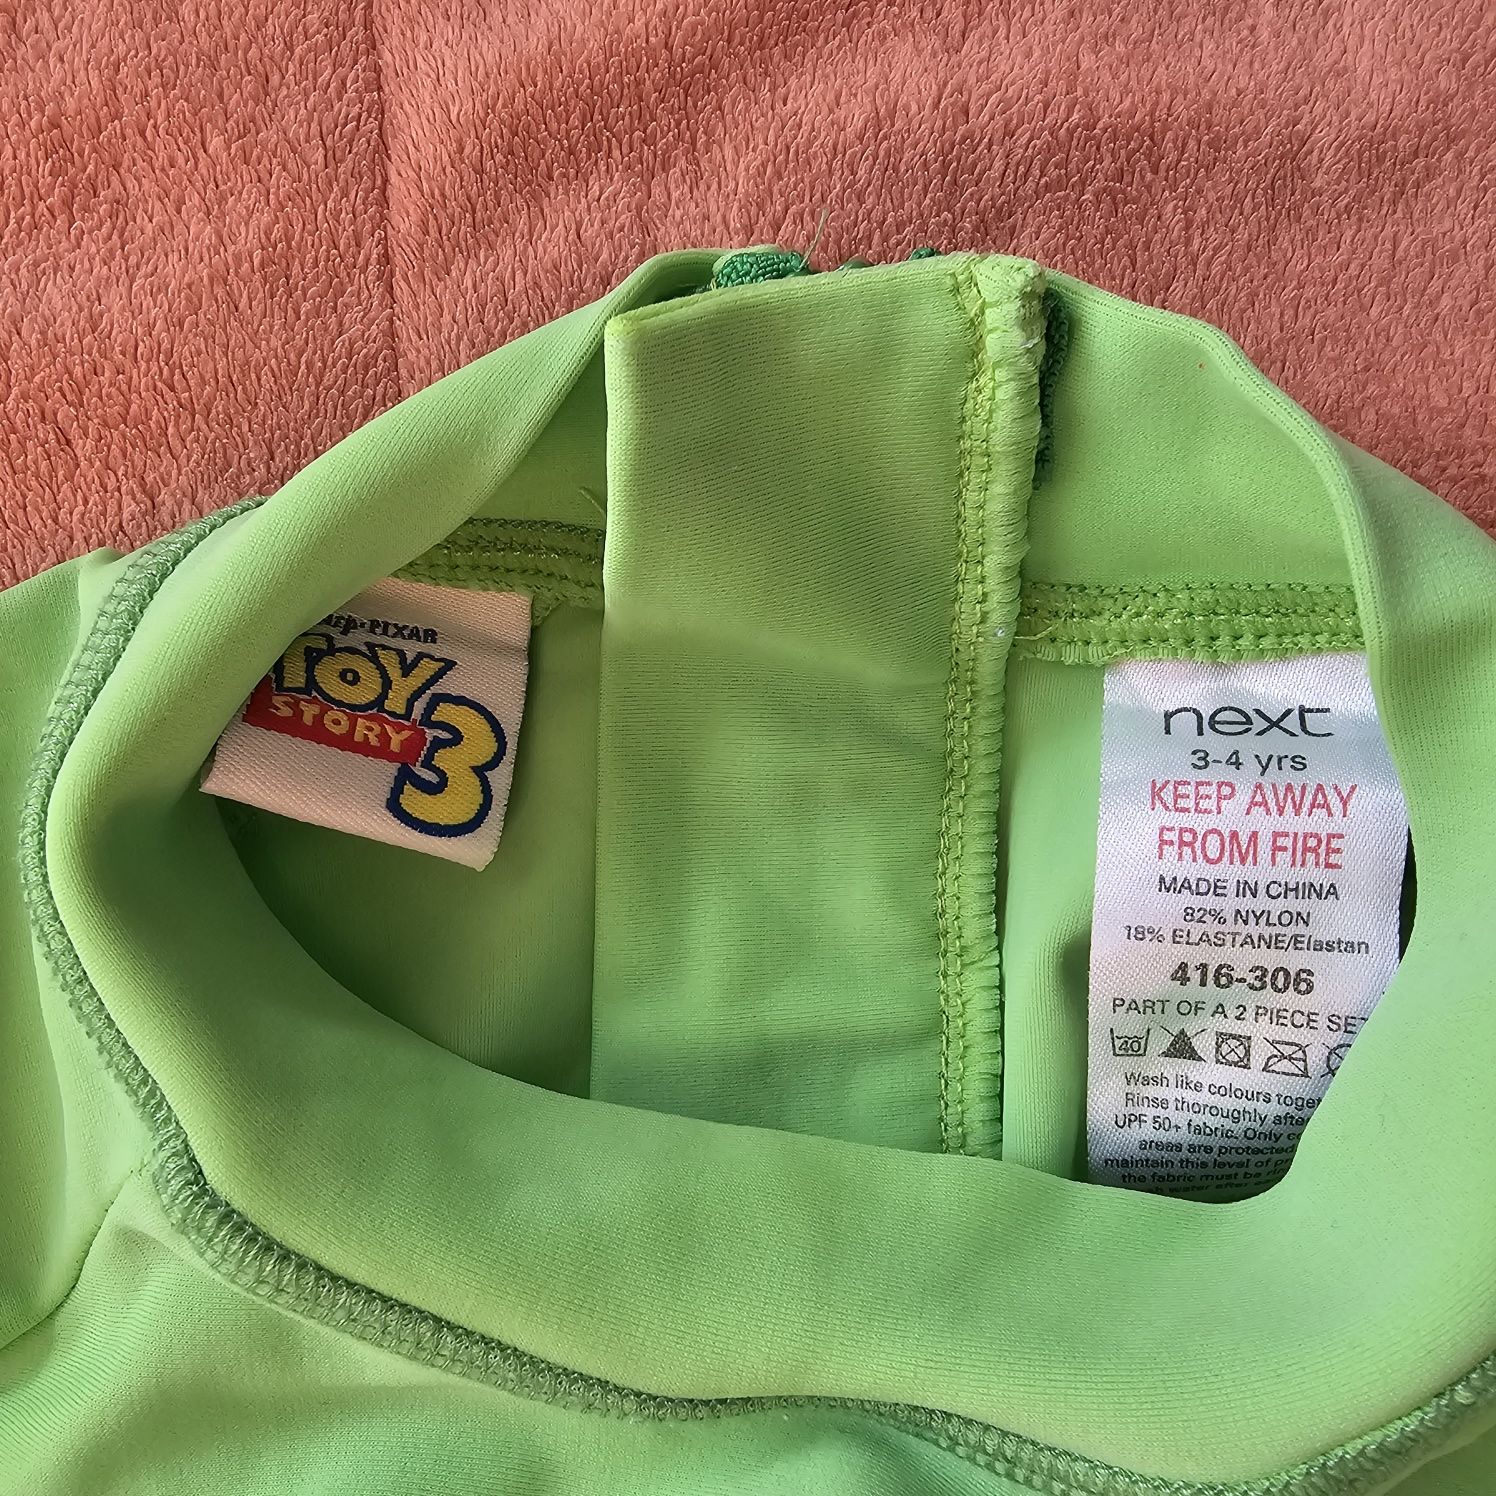 PIXAR
TOY
STORY
3
next
3-4 yrs
KEEP AWAY
FROM FIRE
MADE IN CHINA
82% NYLON
18% ELASTANE/Elastan
416-306
PART OF A 2 PIECE SET
40
Wash like colours
Rinse thoroughly
UPF 50+ fabric. Only
areas are protected
maintain this level of
the fabric must be
water after